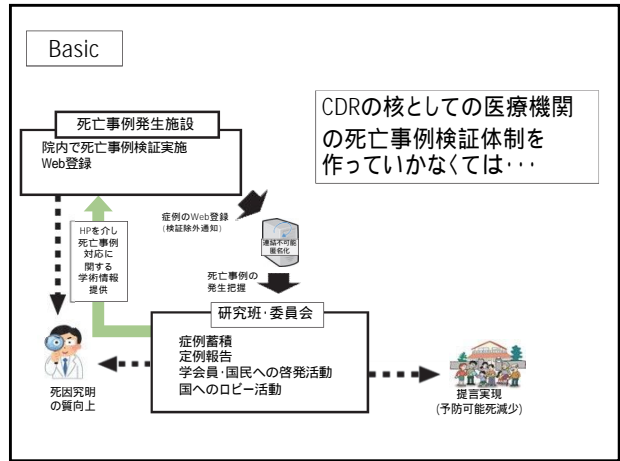 Basic
CDRの核としての医療機関
の死亡事例検証体制を
作っていかなくては･･･
死亡事例発生施設
院内で死亡事例検証実施
Web登録
症例のWeb登録
(検証除外通知)
HPを介し
死亡事例
対応に
関する
学術情報
提供
連結不可能
匿名化
死亡事例の
発生把握
研究班･委員会
症例蓄積
定例報告
学会員･国民への啓発活動
国へのロビー活動
死因究明
の質向上
提言実現
(予防可能死減少)